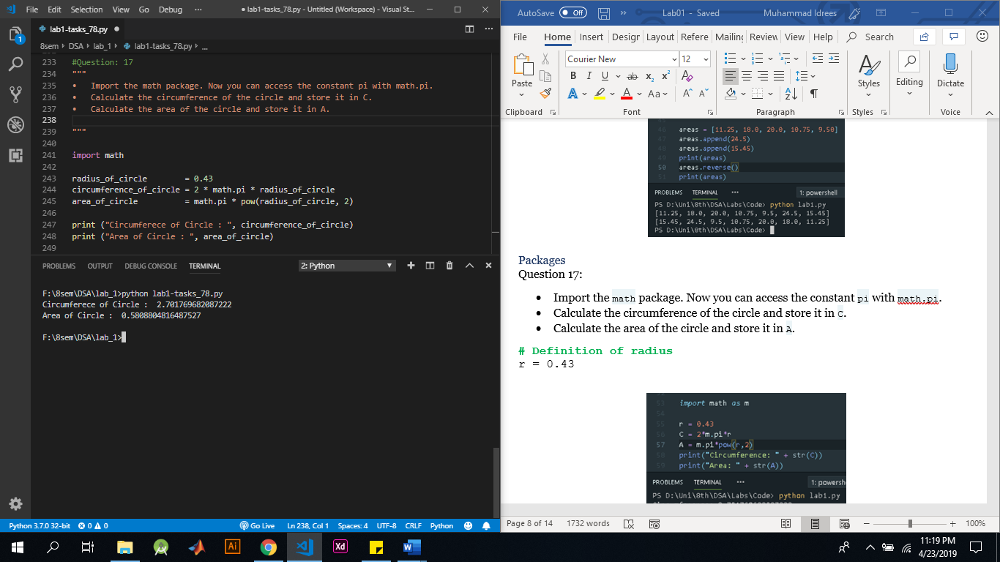 File Edit Selection View Go Debug ··· ● lab1-tasks_78.py - Untitled (Workspace) - Visual St...
lab1-tasks_78.py ●
8sem › DSA › lab_1 › lab1-tasks_78.py › ...
233 #Question: 17
234 """
235 • Import the math package. Now you can access the constant pi with math.pi.
236 • Calculate the circumference of the circle and store it in C.
237 • Calculate the area of the circle and store it in A.
238
239 """
240
241 import math
242
243 radius_of_circle = 0.43
244 circumference_of_circle = 2 * math.pi * radius_of_circle
245 area_of_circle = math.pi * pow(radius_of_circle, 2)
246
247 print ("Circumferece of Circle : ", circumference_of_circle)
248 print ("Area of Circle : ", area_of_circle)
249
PROBLEMS OUTPUT DEBUG CONSOLE TERMINAL 2: Python
F:\8sem\DSA\lab_1>python lab1-tasks_78.py
Circumferece of Circle :  2.701769682087222
Area of Circle :  0.5808804816487527
F:\8sem\DSA\lab_1>
1
Python 3.7.0 32-bit 0 0 Go Live Ln 238, Col 1 Spaces: 4 UTF-8 CRLF Python
AutoSave Off » Lab01 - Saved Muhammad Idrees
File Home Insert Desigr Layout Refere Mailing Review View Help Search
Paste Courier New 12 Styles Editing Dictate
B I U ab x₂ x² A
A A Aa A A
Clipboard Font Paragraph Styles Voice
46 areas = [11.25, 18.0, 20.0, 10.75, 9.50]
47 areas.append(24.5)
48 areas.append(15.45)
49 print(areas)
50 areas.reverse()
51 print(areas)
PROBLEMS TERMINAL ··· 1: powershell
PS D:\Uni\8th\DSA\Labs\Code> python lab1.py
[11.25, 18.0, 20.0, 10.75, 9.5, 24.5, 15.45]
[15.45, 24.5, 9.5, 10.75, 20.0, 18.0, 11.25]
PS D:\Uni\8th\DSA\Labs\Code>
Packages
Question 17:
• Import the math package. Now you can access the constant pi with math.pi.
• Calculate the circumference of the circle and store it in C.
• Calculate the area of the circle and store it in A.
# Definition of radius
r = 0.43
53 import math as m
54
55 r = 0.43
56 C = 2*m.pi*r
57 A = m.pi*pow(r,2)
58 print("Circumference: " + str(C))
59 print("Area: " + str(A))
PROBLEMS TERMINAL ··· 1: powersh
PS D:\Uni\8th\DSA\Labs\Code> python lab1.py
Page 8 of 14 1732 words 100%
Ai Xd
11:19 PM
4/23/2019